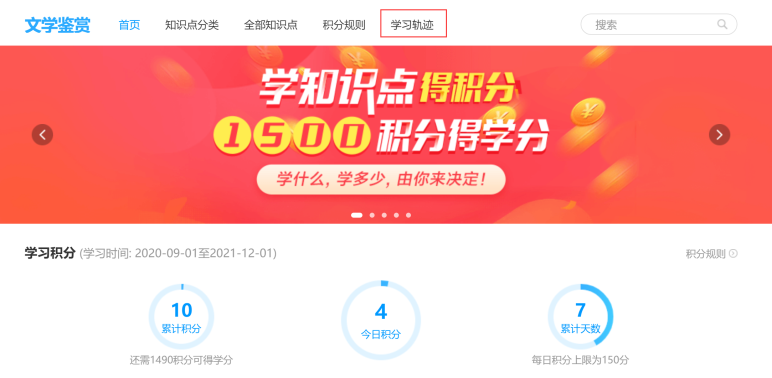 文学鉴赏 首页 知识点分类 全部知识点 积分规则 学习轨迹 搜索
学知识点得积分
1500积分得学分
学什么，学多少，由你来决定！
学习积分 (学习时间: 2020-09-01至2021-12-01) 积分规则
10 4 7
累计积分 今日积分 累计天数
还需1490积分可得学分 每日积分上限为150分